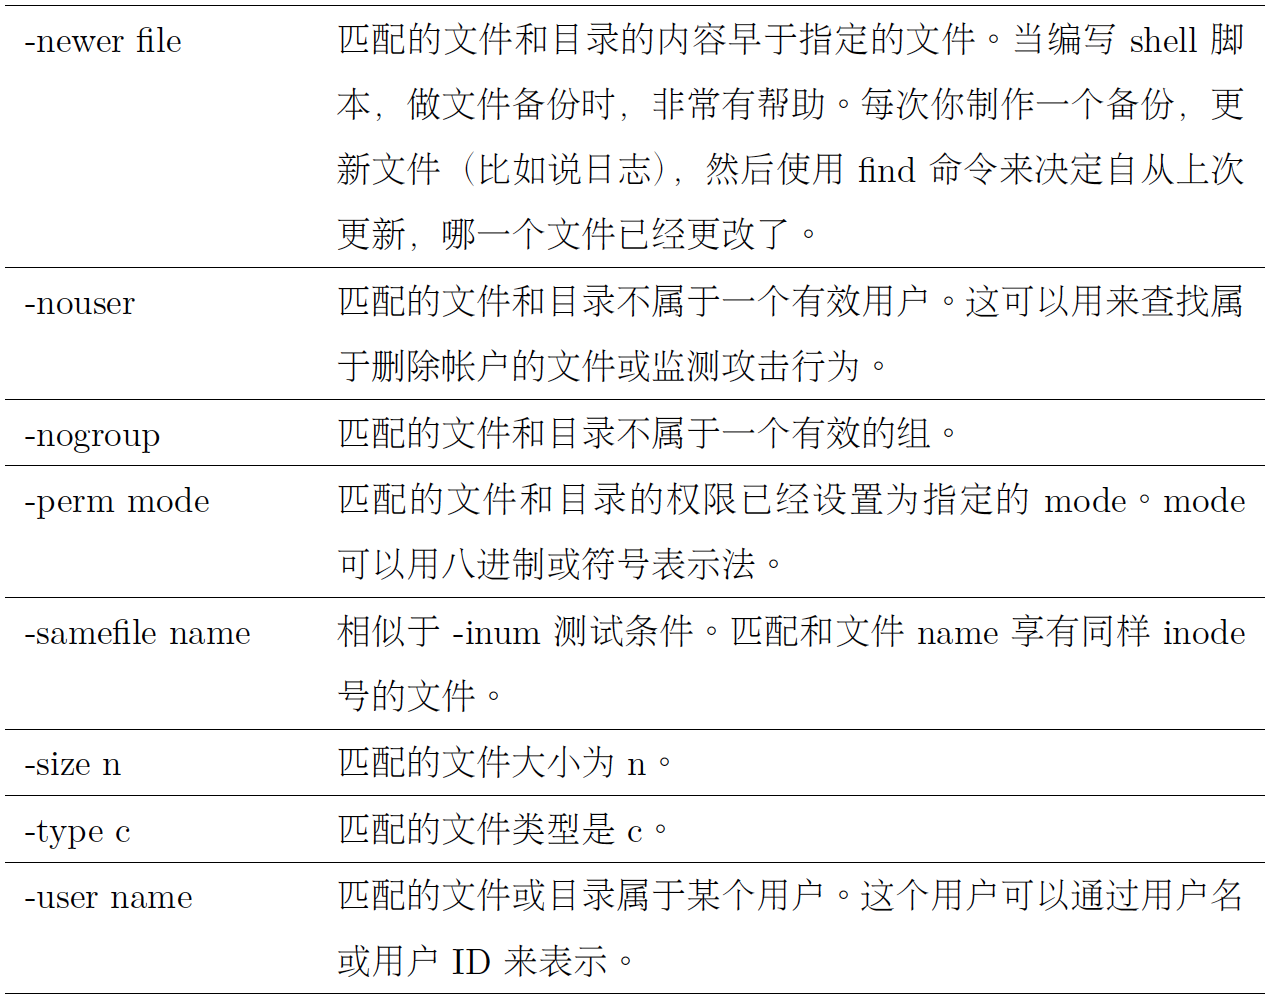 -newer file 匹配的文件和目录的内容早于指定的文件。当编写 shell 脚
本，做文件备份时，非常有帮助。每次你制作一个备份，更
新文件（比如说日志），然后使用 find 命令来决定自从上次
更新，哪一个文件已经更改了。
-nouser 匹配的文件和目录不属于一个有效用户。这可以用来查找属
于删除帐户的文件或监测攻击行为。
-nogroup 匹配的文件和目录不属于一个有效的组。
-perm mode 匹配的文件和目录的权限已经设置为指定的 mode。mode
可以用八进制或符号表示法。
-samefile name 相似于 -inum 测试条件。匹配和文件 name 享有同样 inode
号的文件。
-size n 匹配的文件大小为 n。
-type c 匹配的文件类型是 c。
-user name 匹配的文件或目录属于某个用户。这个用户可以通过用户名
或用户 ID 来表示。